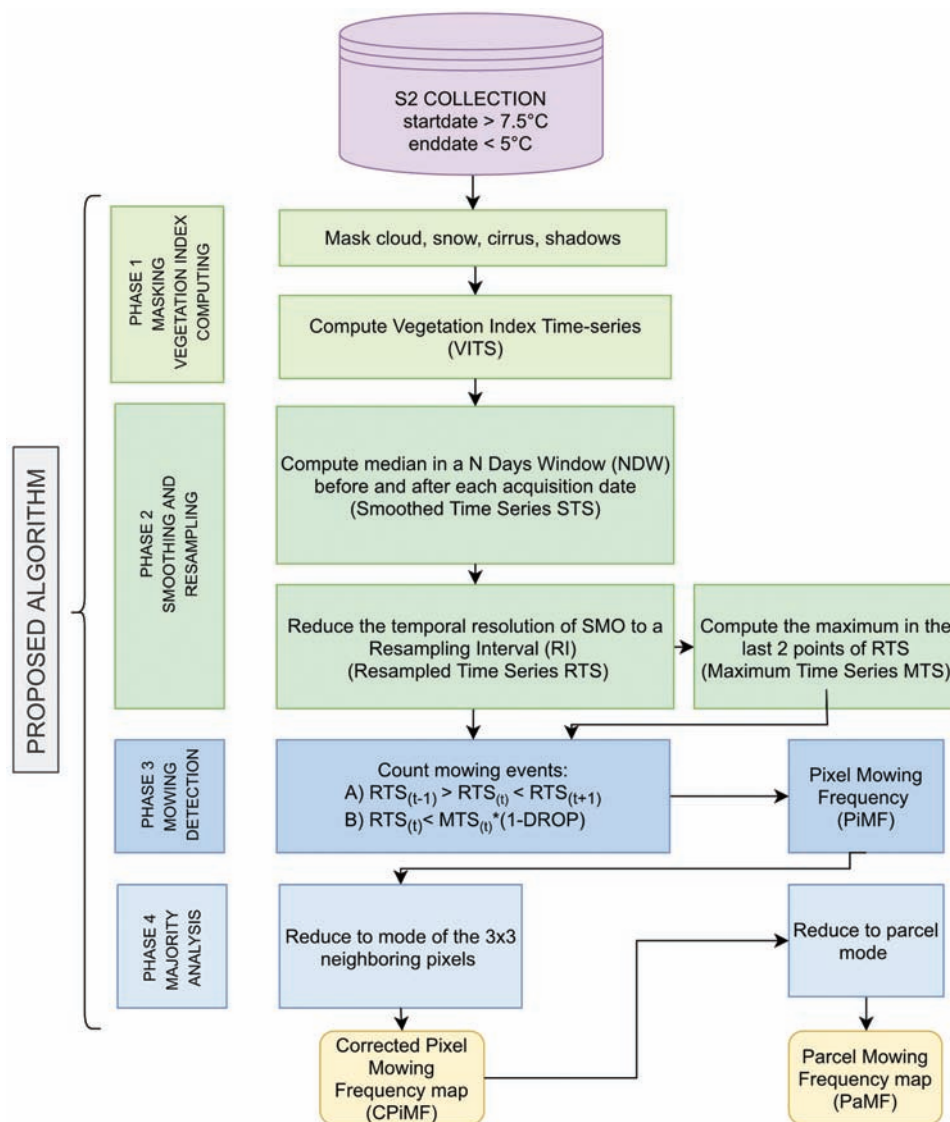 S2 COLLECTION
startdate > 7.5°C
enddate < 5°C
PROPOSED ALGORITHM
PHASE 1
MASKING
VEGETATION INDEX
COMPUTING
Mask cloud, snow, cirrus, shadows
Compute Vegetation Index Time-series
(VITS)
PHASE 2
SMOOTHING AND
RESAMPLING
Compute median in a N Days Window (NDW)
before and after each acquisition date
(Smoothed Time Series STS)
Reduce the temporal resolution of SMO to a
Resampling Interval (RI)
(Resampled Time Series RTS)
Compute the maximum in the
last 2 points of RTS
(Maximum Time Series MTS)
PHASE 3
MOWING
DETECTION
Count mowing events:
A) RTS(t-1) > RTS(t) < RTS(t+1)
B) RTS(t)< MTS(t)*(1-DROP)
Pixel Mowing
Frequency
(PiMF)
PHASE 4
MAJORITY
ANALYSIS
Reduce to mode of the 3x3
neighboring pixels
Reduce to parcel
mode
Corrected Pixel
Mowing
Frequency map
(CPiMF)
Parcel Mowing
Frequency map
(PaMF)